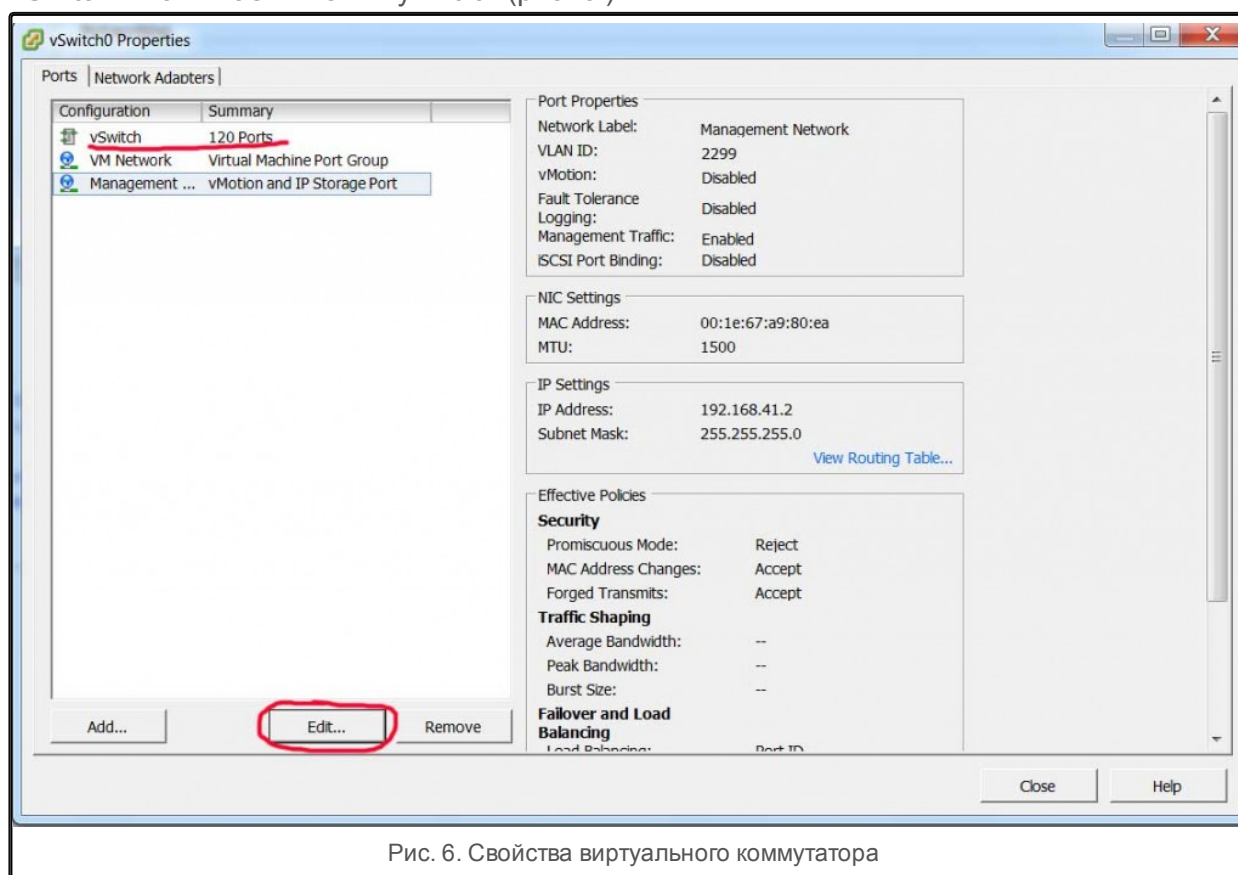 vSwitch0 Properties
Ports Network Adapters
Configuration Summary
vSwitch 120 Ports
VM Network Virtual Machine Port Group
Management ... vMotion and IP Storage Port
Add... Edit... Remove
Port Properties
Network Label: Management Network
VLAN ID: 2299
vMotion: Disabled
Fault Tolerance
Logging: Disabled
Management Traffic: Enabled
iSCSI Port Binding: Disabled
NIC Settings
MAC Address: 00:1e:67:a9:80:ea
MTU: 1500
IP Settings
IP Address: 192.168.41.2
Subnet Mask: 255.255.255.0
View Routing Table...
Effective Policies
Security
Promiscuous Mode: Reject
MAC Address Changes: Accept
Forged Transmits: Accept
Traffic Shaping
Average Bandwidth: --
Peak Bandwidth: --
Burst Size: --
Failover and Load
Balancing
Load Balancing: Port ID
Close Help
Рис. 6. Свойства виртуального коммутатора